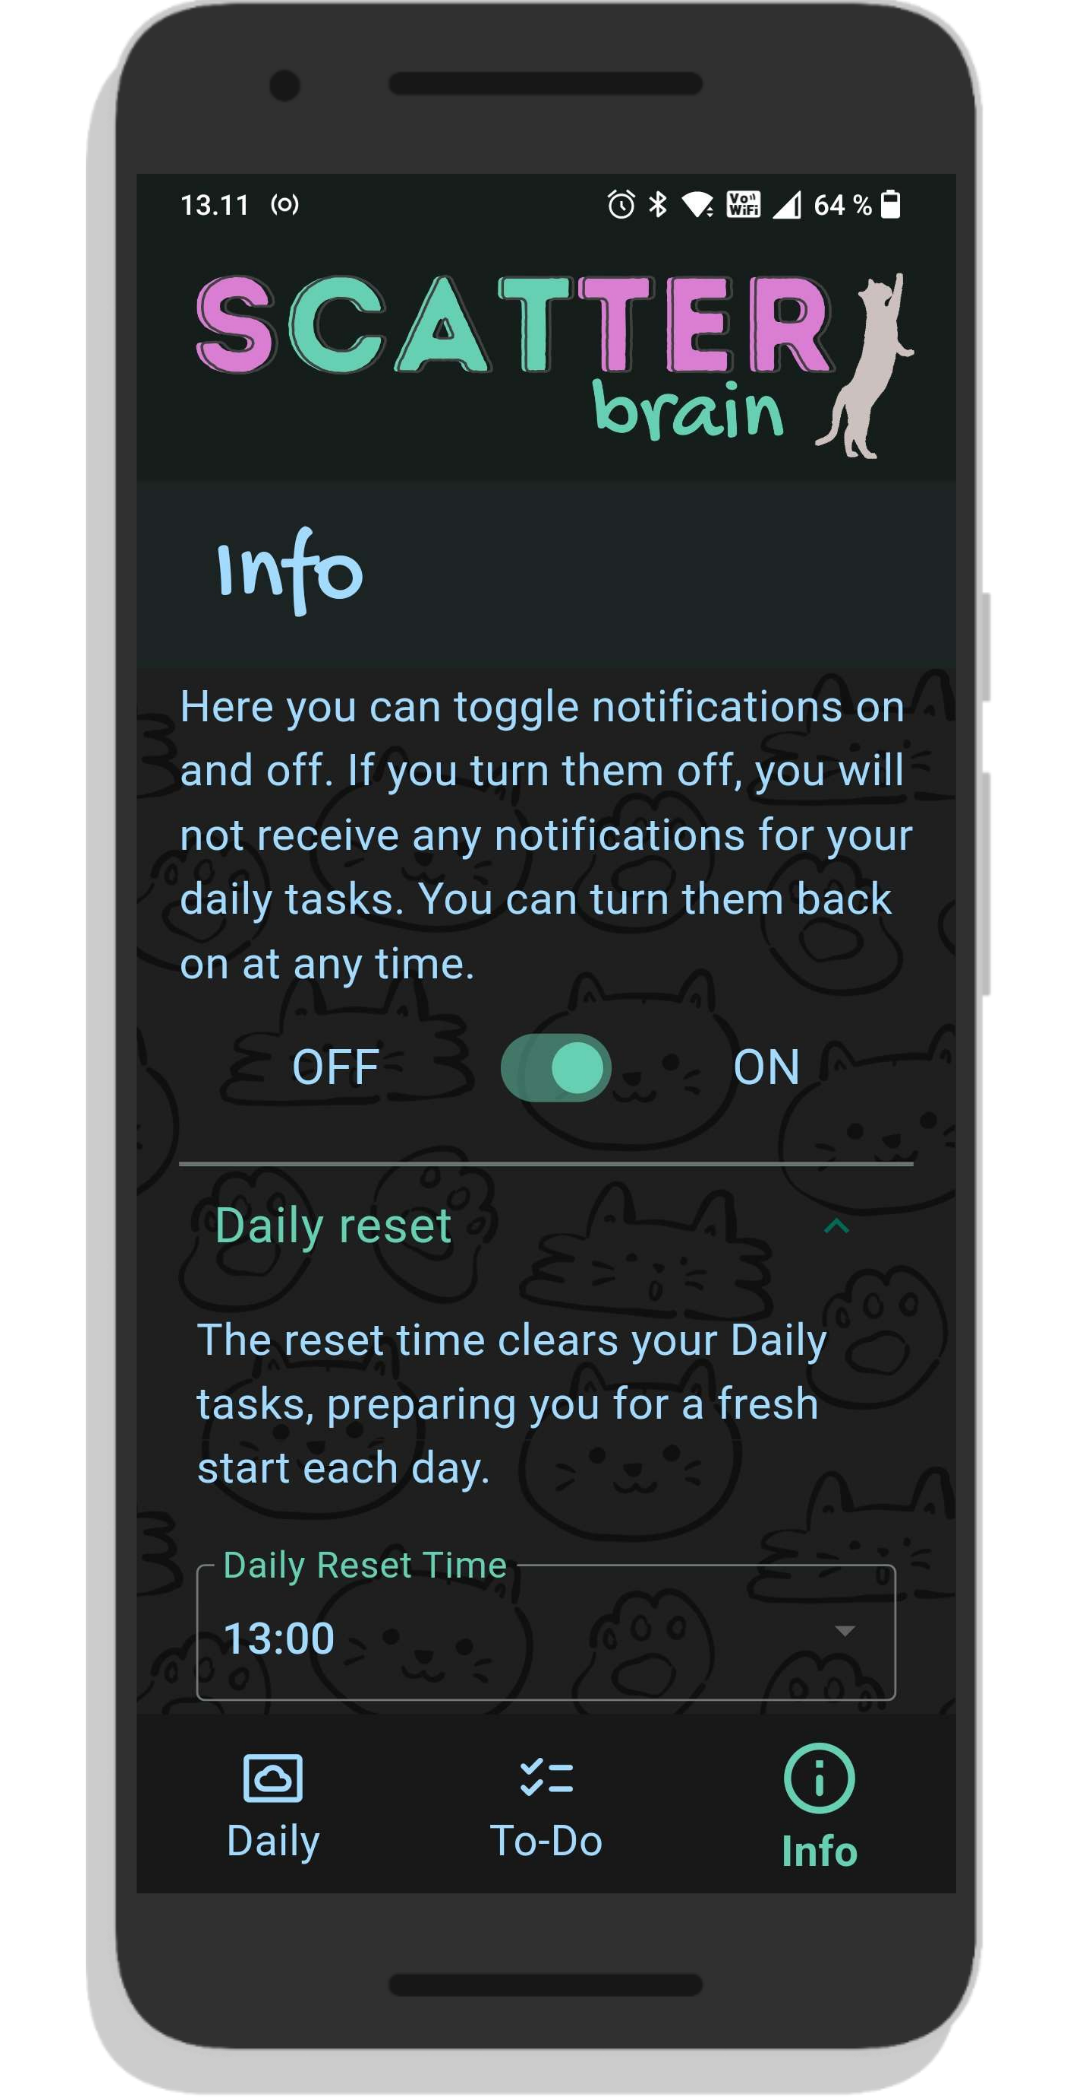 13.11
Vo
WiFi
64 %
SCATTER
brain
Info
Here you can toggle notifications on
and off. If you turn them off, you will
not receive any notifications for your
daily tasks. You can turn them back
on at any time.
OFF
ON
Daily reset
The reset time clears your Daily
tasks, preparing you for a fresh
start each day.
Daily Reset Time
13:00
Daily
To-Do
Info